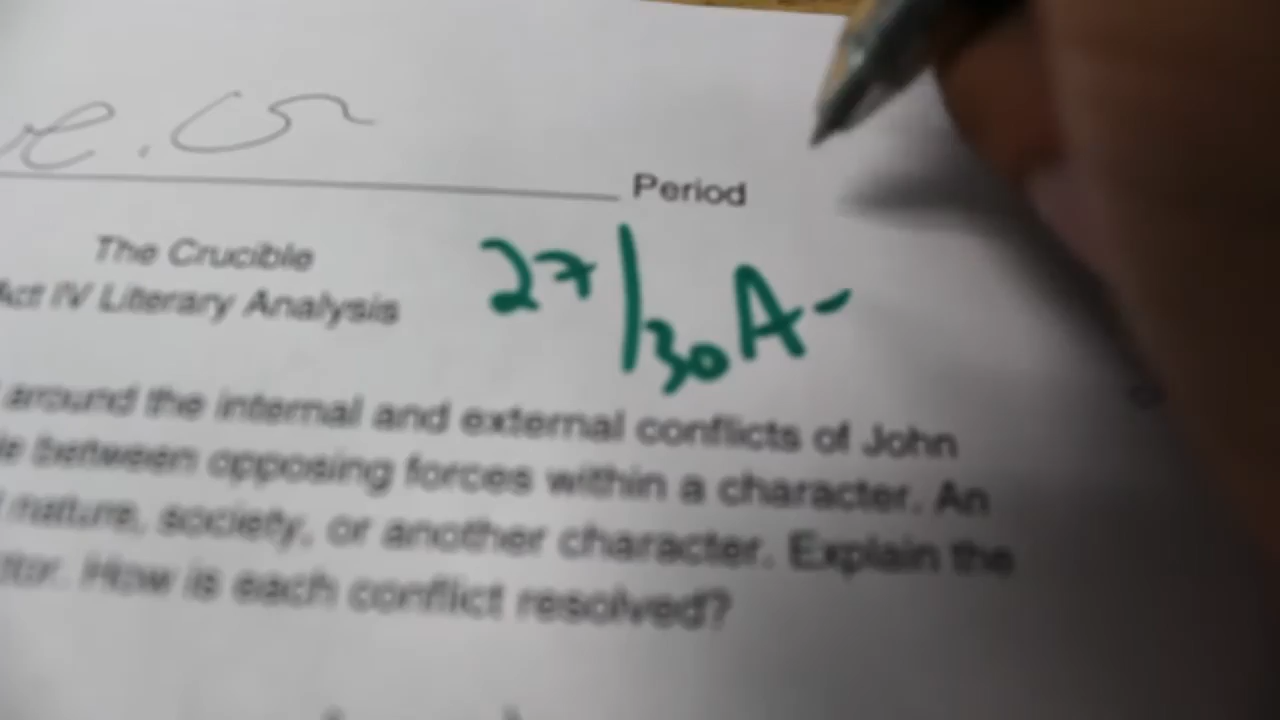 Period
The Crucible
Act IV Literary Analysis
27/30 A-
around the internal and external conflicts of John
between opposing forces within a character. An
nature, society, or another character. Explain the
How is each conflict resolved?